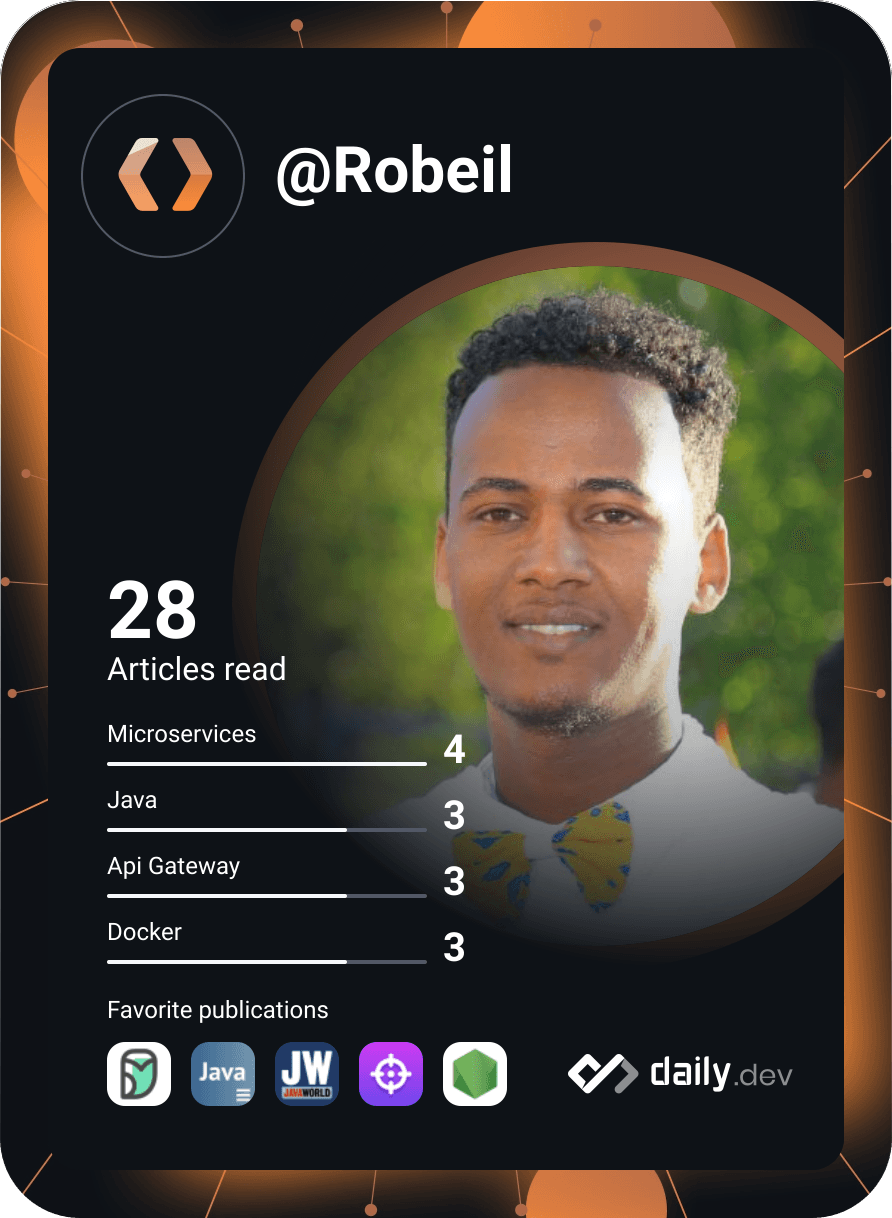 @Robeil
28
Articles read
Microservices
4
Java
3
Api Gateway
3
Docker
3
Favorite publications
Java
JW
JAVAWORLD
daily.dev